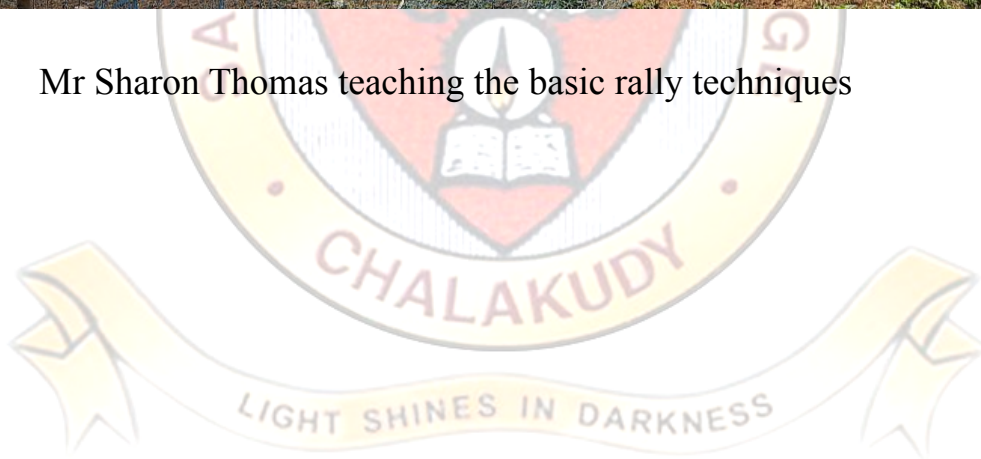 Mr Sharon Thomas teaching the basic rally techniques
CHALAKUDY
LIGHT SHINES IN DARKNESS